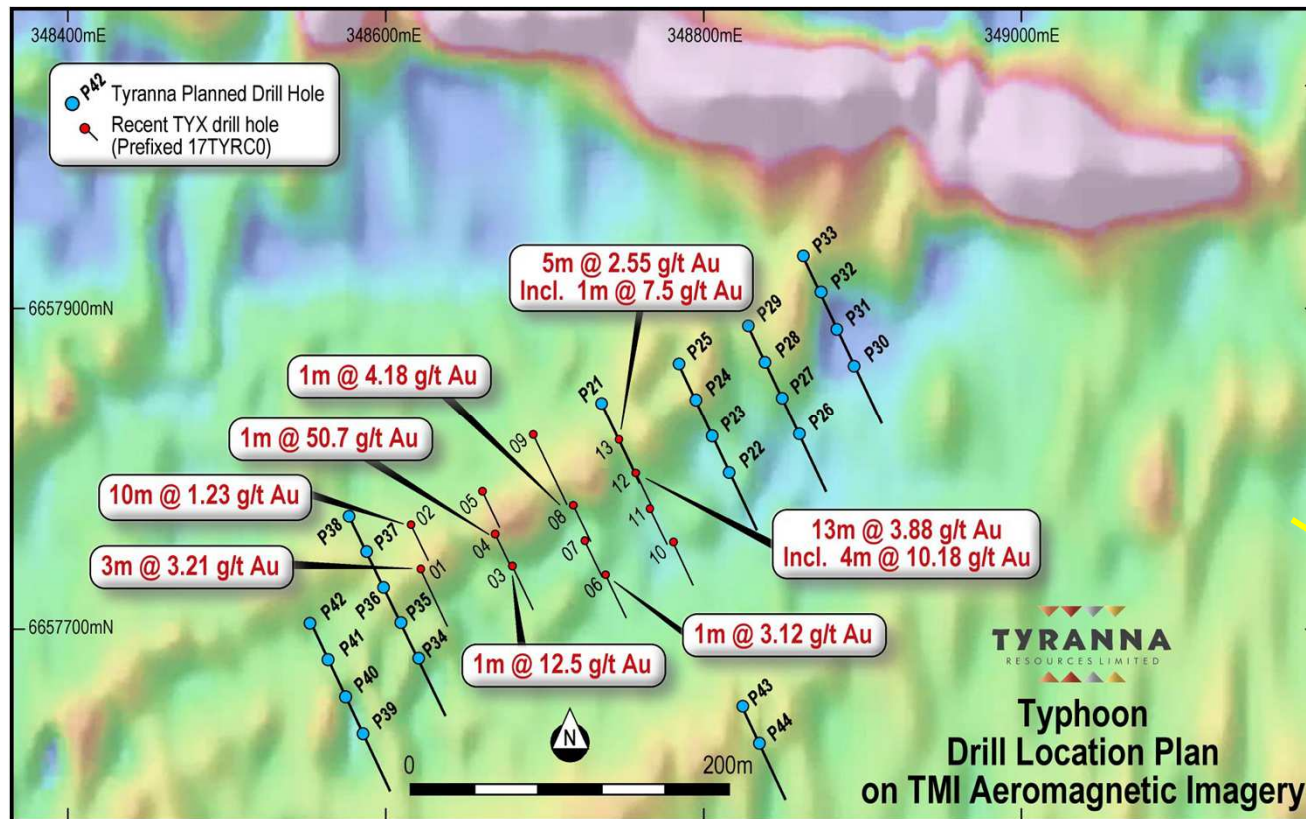 348400mE
348600mE
348800mE
349000mE
P42
Tyranna Planned Drill Hole
Recent TYX drill hole
(Prefixed 17TYRC0)
P33
P32
P31
P30
5m @ 2.55 g/t Au
Incl. 1m @ 7.5 g/t Au
6657900mN
P29
P28
P27
P26
P25
P24
P23
P22
1m @ 4.18 g/t Au
P21
13
12
11
10
1m @ 50.7 g/t Au
09
08
07
06
10m @ 1.23 g/t Au
05
04
03
02
01
P38
P37
P36
P35
P34
3m @ 3.21 g/t Au
13m @ 3.88 g/t Au
Incl. 4m @ 10.18 g/t Au
P42
P41
P40
P39
6657700mN
1m @ 3.12 g/t Au
1m @ 12.5 g/t Au
TYRANNA
RESOURCES LIMITED
P43
P44
N
0
200m
Typhoon
Drill Location Plan
on TMI Aeromagnetic Imagery